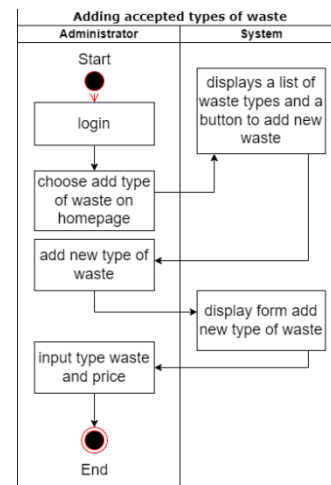 Adding accepted types of waste
Administrator
System
Start
login
choose add type
of waste on
homepage
displays a list of
waste types and a
button to add new
waste
add new type of
waste
display form add
new type of waste
input type waste
and price
End